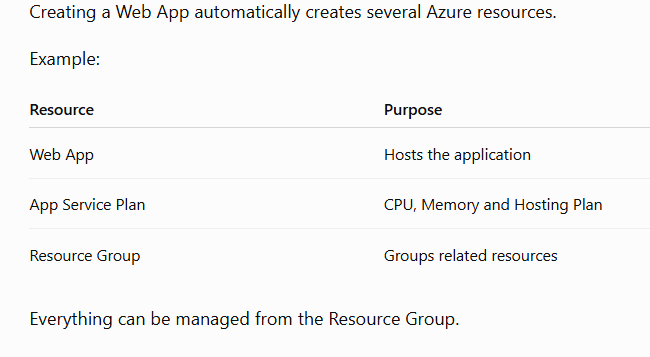 Creating a Web App automatically creates several Azure resources.
Example:
Resource Purpose
Web App Hosts the application
App Service Plan CPU, Memory and Hosting Plan
Resource Group Groups related resources
Everything can be managed from the Resource Group.